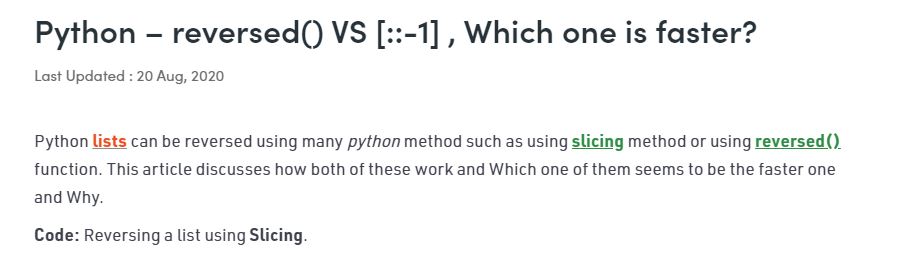 Python – reversed() VS [::-1] , Which one is faster?
Last Updated : 20 Aug, 2020
Python lists can be reversed using many python method such as using slicing method or using reversed()
function. This article discusses how both of these work and Which one of them seems to be the faster one
and Why.
Code: Reversing a list using Slicing.